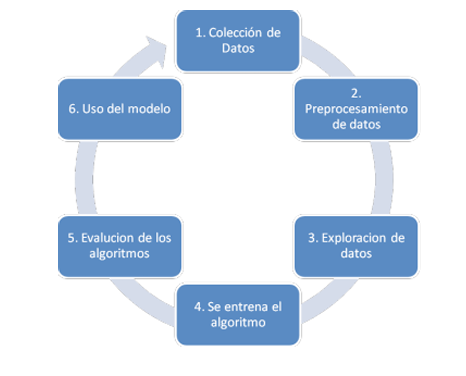 1. Colección de
Datos
2.
Preprocesamiento
de datos
3. Exploracion de
datos
4. Se entrena el
algoritmo
5. Evalucion de los
algoritmos
6. Uso del modelo